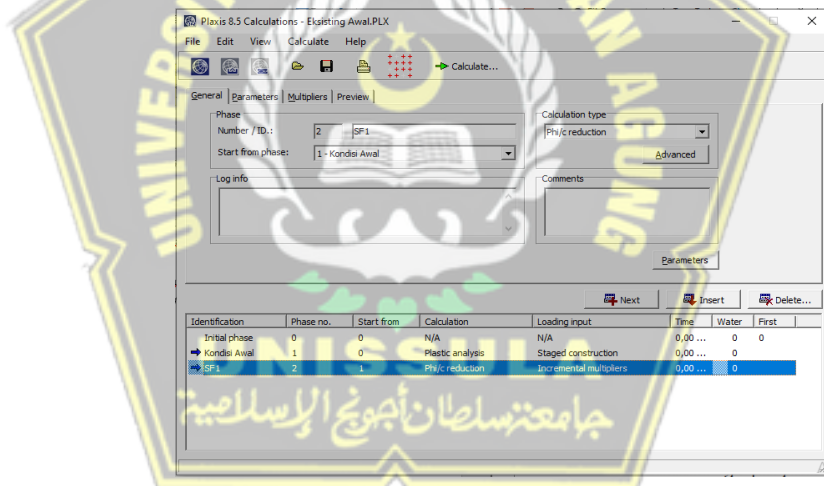 Plaxis 8.5 Calculations - Eksisting Awal.PLX
File Edit View Calculate Help
Calculate...
General Parameters Multipliers Preview
Phase
Number / ID.: 2 SF1
Start from phase: 1 - Kondisi Awal
Calculation type
Phi/c reduction
Advanced
Log info
Comments
Parameters
Next Insert Delete...
Identification Phase no. Start from Calculation Loading input Time Water First
Initial phase 0 0 N/A N/A 0,00 ... 0 0
Kondisi Awal 1 0 Plastic analysis Staged construction 0,00 ... 0
SF1 2 1 Phi/c reduction Incremental multipliers 0,00 ... 0
UNISSULA
جامعتنسلطان أجونج الإسلامية